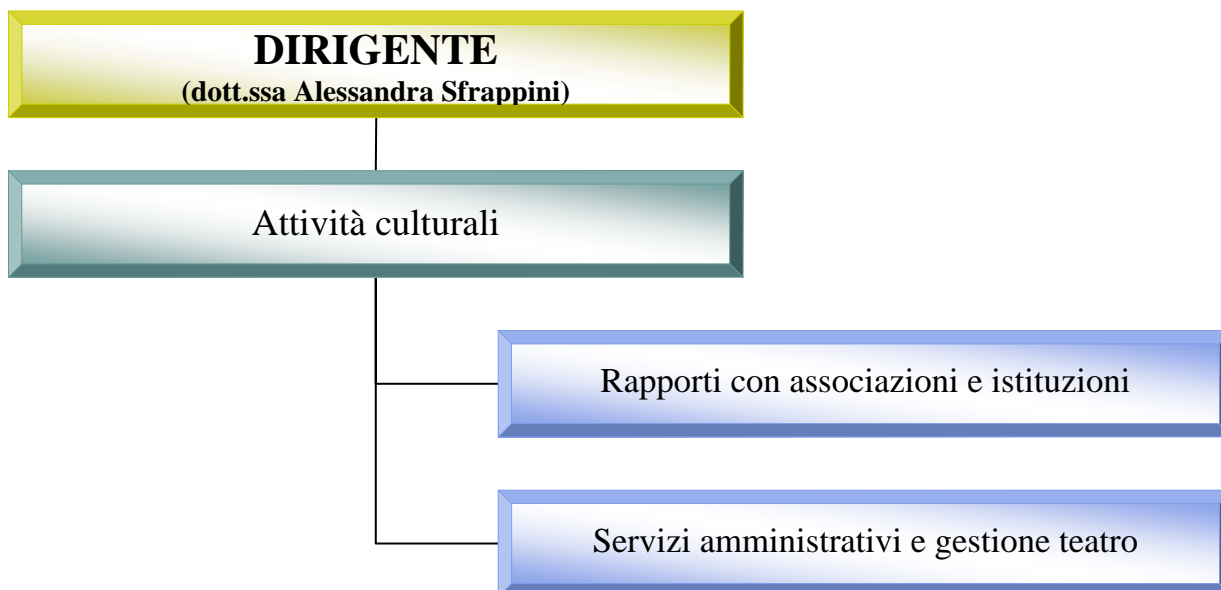 DIRIGENTE
(dott.ssa Alessandra Sfrappini)
Attività culturali
Rapporti con associazioni e istituzioni
Servizi amministrativi e gestione teatro